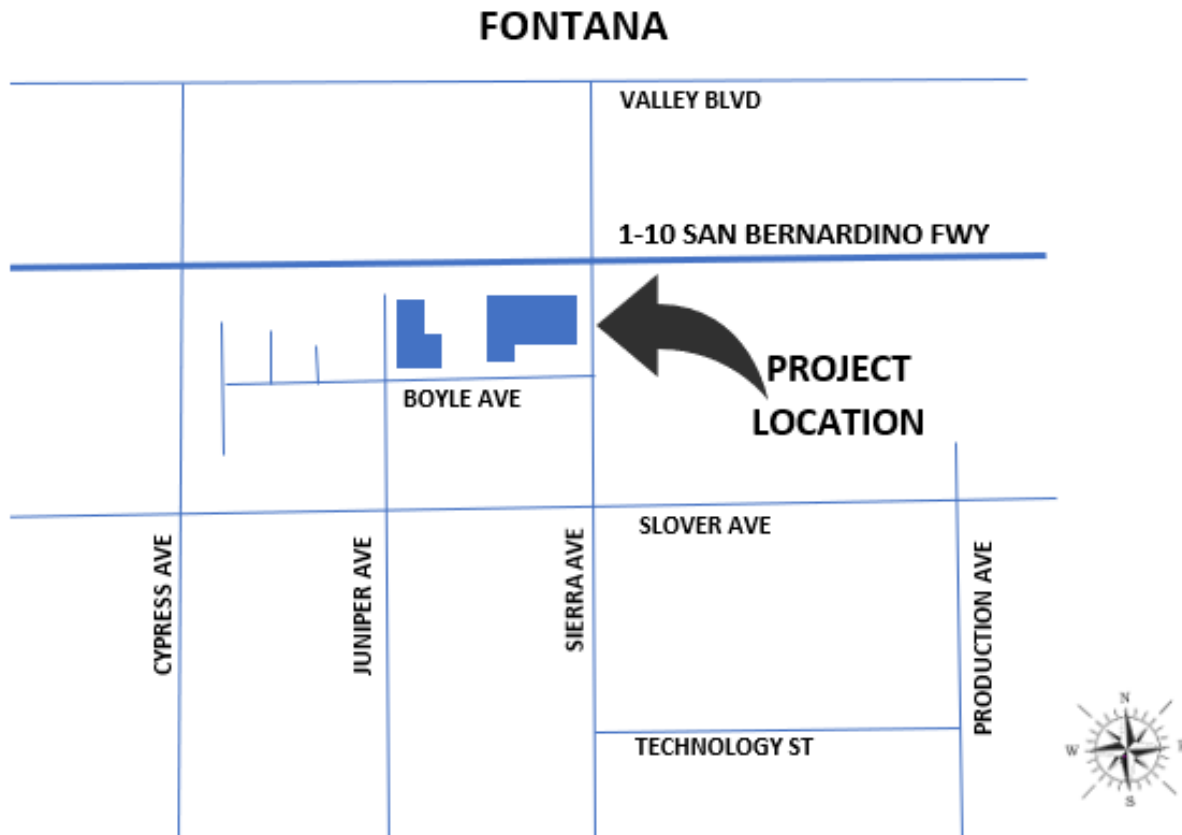 FONTANA
VALLEY BLVD
1-10 SAN BERNARDINO FWY
PROJECT
LOCATION
BOYLE AVE
SLOVER AVE
CYPRESS AVE
JUNIPER AVE
SIERRA AVE
PRODUCTION AVE
TECHNOLOGY ST
N
W
E
S